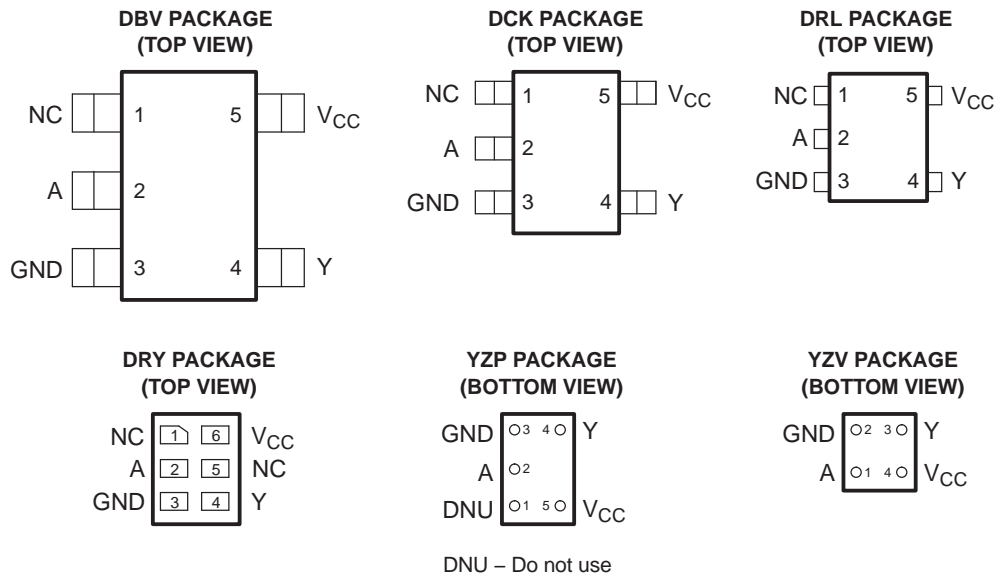 DBV PACKAGE
(TOP VIEW)
NC 1 5 VCC
A 2
GND 3 4 Y
DCK PACKAGE
(TOP VIEW)
NC 1 5 VCC
A 2
GND 3 4 Y
DRL PACKAGE
(TOP VIEW)
NC 1 5 VCC
A 2
GND 3 4 Y
DRY PACKAGE
(TOP VIEW)
NC 1 6 VCC
A 2 5 NC
GND 3 4 Y
YZP PACKAGE
(BOTTOM VIEW)
GND 3 4 Y
A 2
DNU 1 5 VCC
DNU – Do not use
YZV PACKAGE
(BOTTOM VIEW)
GND 2 3 Y
A 1 4 VCC